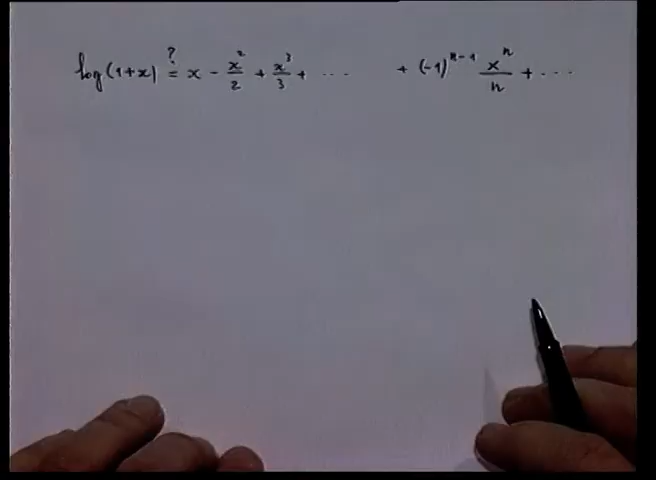 log(1+x) ?= x - x²/2 + x³/3 + ... + (-1)ⁿ⁻¹ xⁿ/n + ...